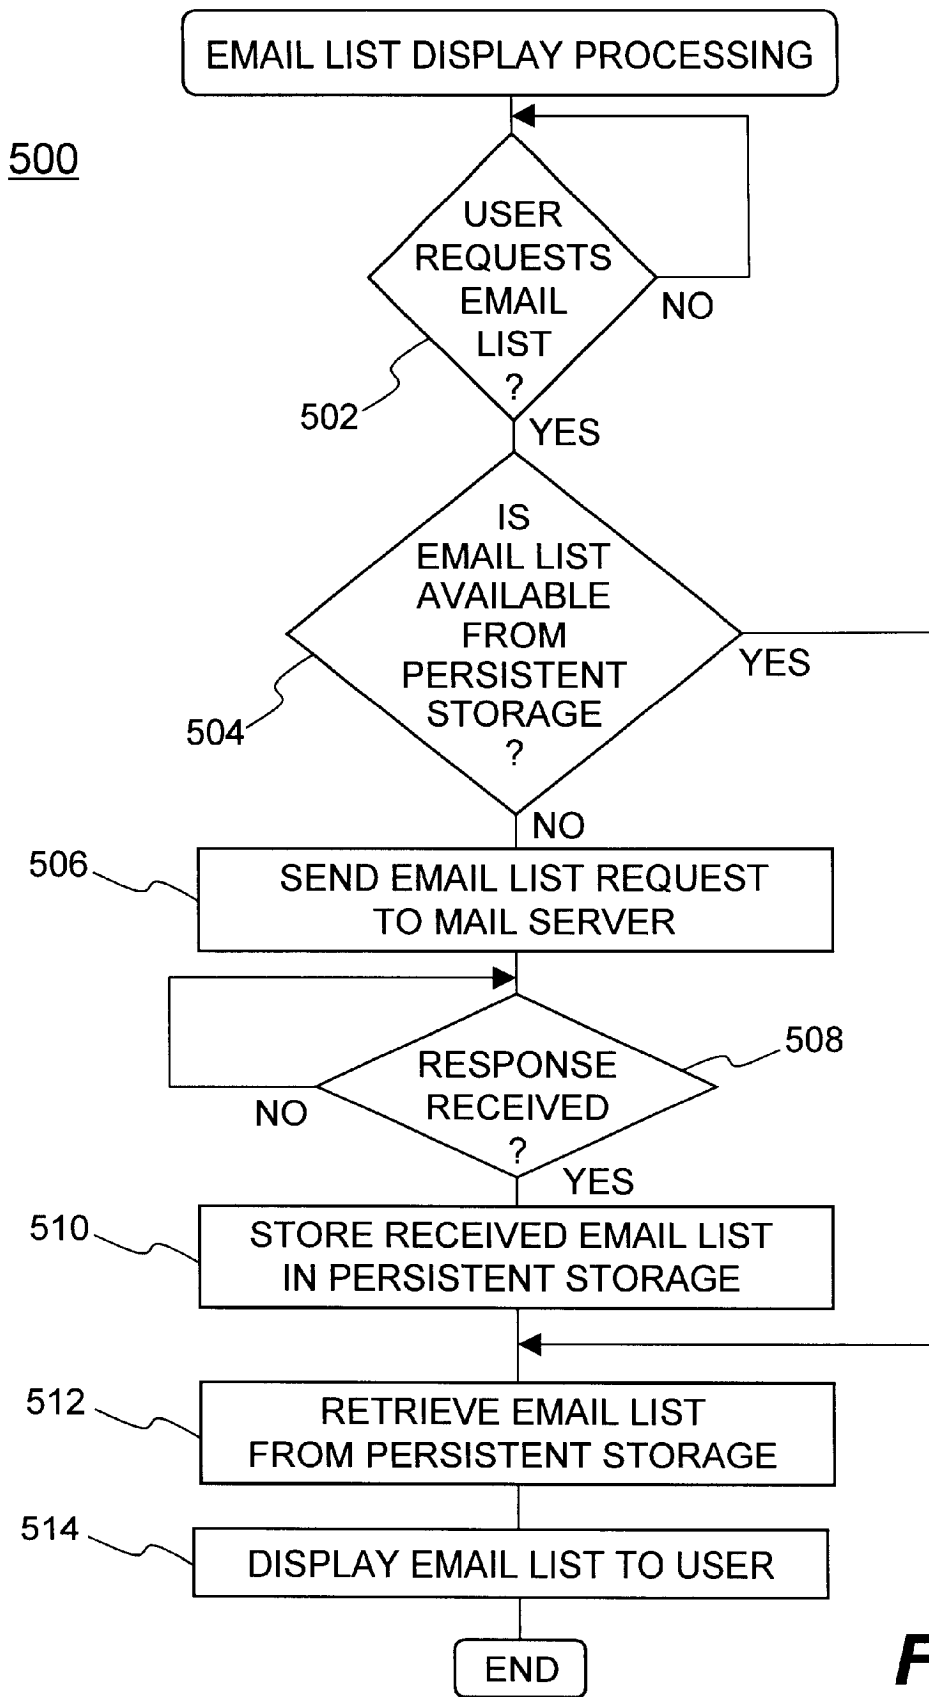 EMAIL LIST DISPLAY PROCESSING
500
USER
REQUESTS
EMAIL
LIST
?
NO
502
YES
IS
EMAIL LIST
AVAILABLE
FROM
PERSISTENT
STORAGE
?
YES
504
NO
506
SEND EMAIL LIST REQUEST
TO MAIL SERVER
508
RESPONSE
RECEIVED
?
NO
YES
510
STORE RECEIVED EMAIL LIST
IN PERSISTENT STORAGE
512
RETRIEVE EMAIL LIST
FROM PERSISTENT STORAGE
514
DISPLAY EMAIL LIST TO USER
END
F